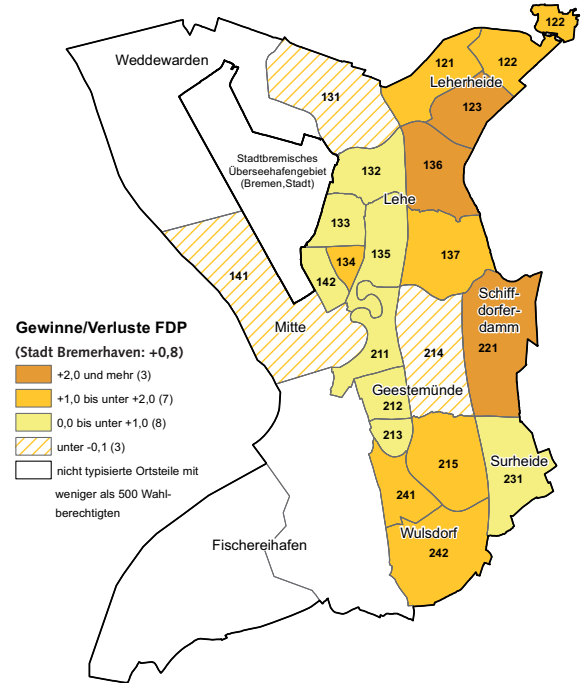 122
Weddewarden
121
122
Leherheide
131
123
Stadtbremisches
Überseehafengebiet
(Bremen,Stadt)
132
136
Lehe
133
134
135
137
141
142
Mitte
Schiff-
dorfer-
damm
221
211
214
Geestemünde
212
213
Surheide
231
215
241
Wulsdorf
242
Fischereihafen
Gewinne/Verluste FDP
(Stadt Bremerhaven: +0,8)
+2,0 und mehr (3)
+1,0 bis unter +2,0 (7)
0,0 bis unter +1,0 (8)
unter -0,1 (3)
nicht typisierte Ortsteile mit
weniger als 500 Wahl-
berechtigten